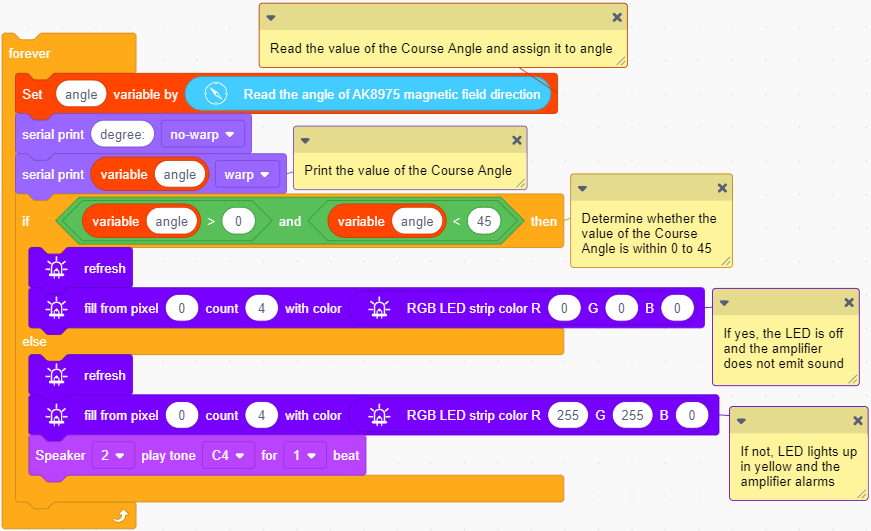 Read the value of the Course Angle and assign it to angle
forever
Set angle variable by Read the angle of AK8975 magnetic field direction
serial print degree: no-warp
serial print variable angle warp
Print the value of the Course Angle
if variable angle > 0 and variable angle < 45 then
Determine whether the
value of the Course
Angle is within 0 to 45
refresh
fill from pixel 0 count 4 with color RGB LED strip color R 0 G 0 B 0
If yes, the LED is off
and the amplifier
does not emit sound
else
refresh
fill from pixel 0 count 4 with color RGB LED strip color R 255 G 255 B 0
Speaker 2 play tone C4 for 1 beat
If not, LED lights up
in yellow and the
amplifier alarms